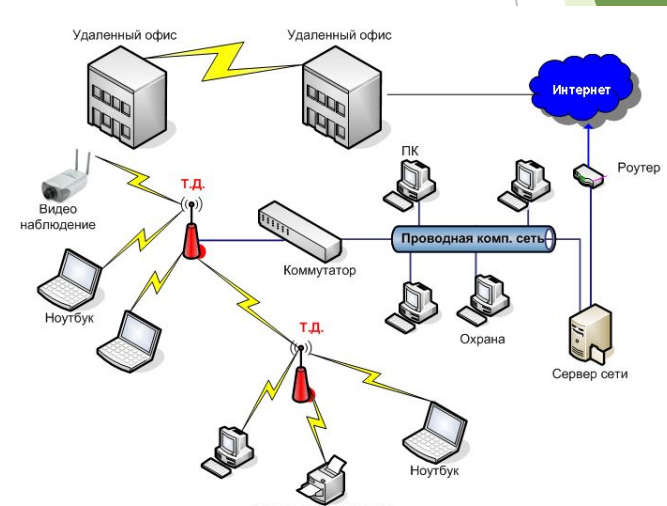 Удаленный офис
Удаленный офис
Интернет
ПК
Роутер
Т.Д.
Видео
наблюдение
Проводная комп. сеть
Коммутатор
Ноутбук
Охрана
Т.Д.
Сервер сети
Ноутбук